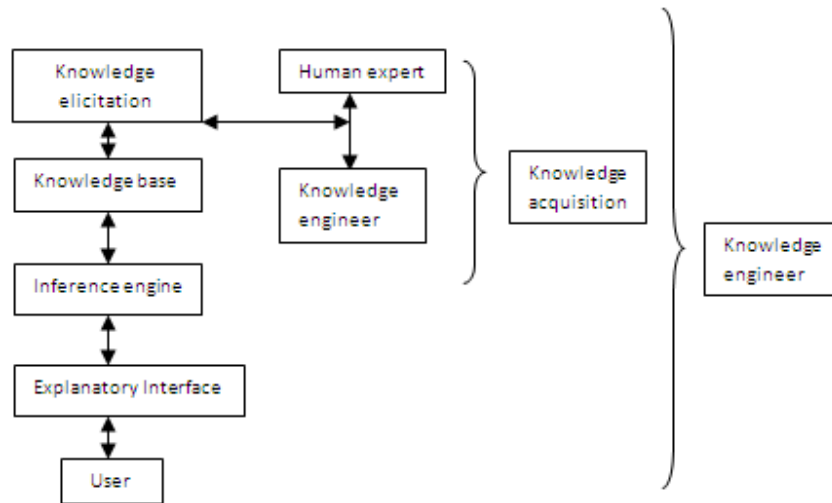 Knowledge
elicitation
Human expert
Knowledge base
Knowledge
engineer
Knowledge
acquisition
Knowledge
engineer
Inference engine
Explanatory Interface
User